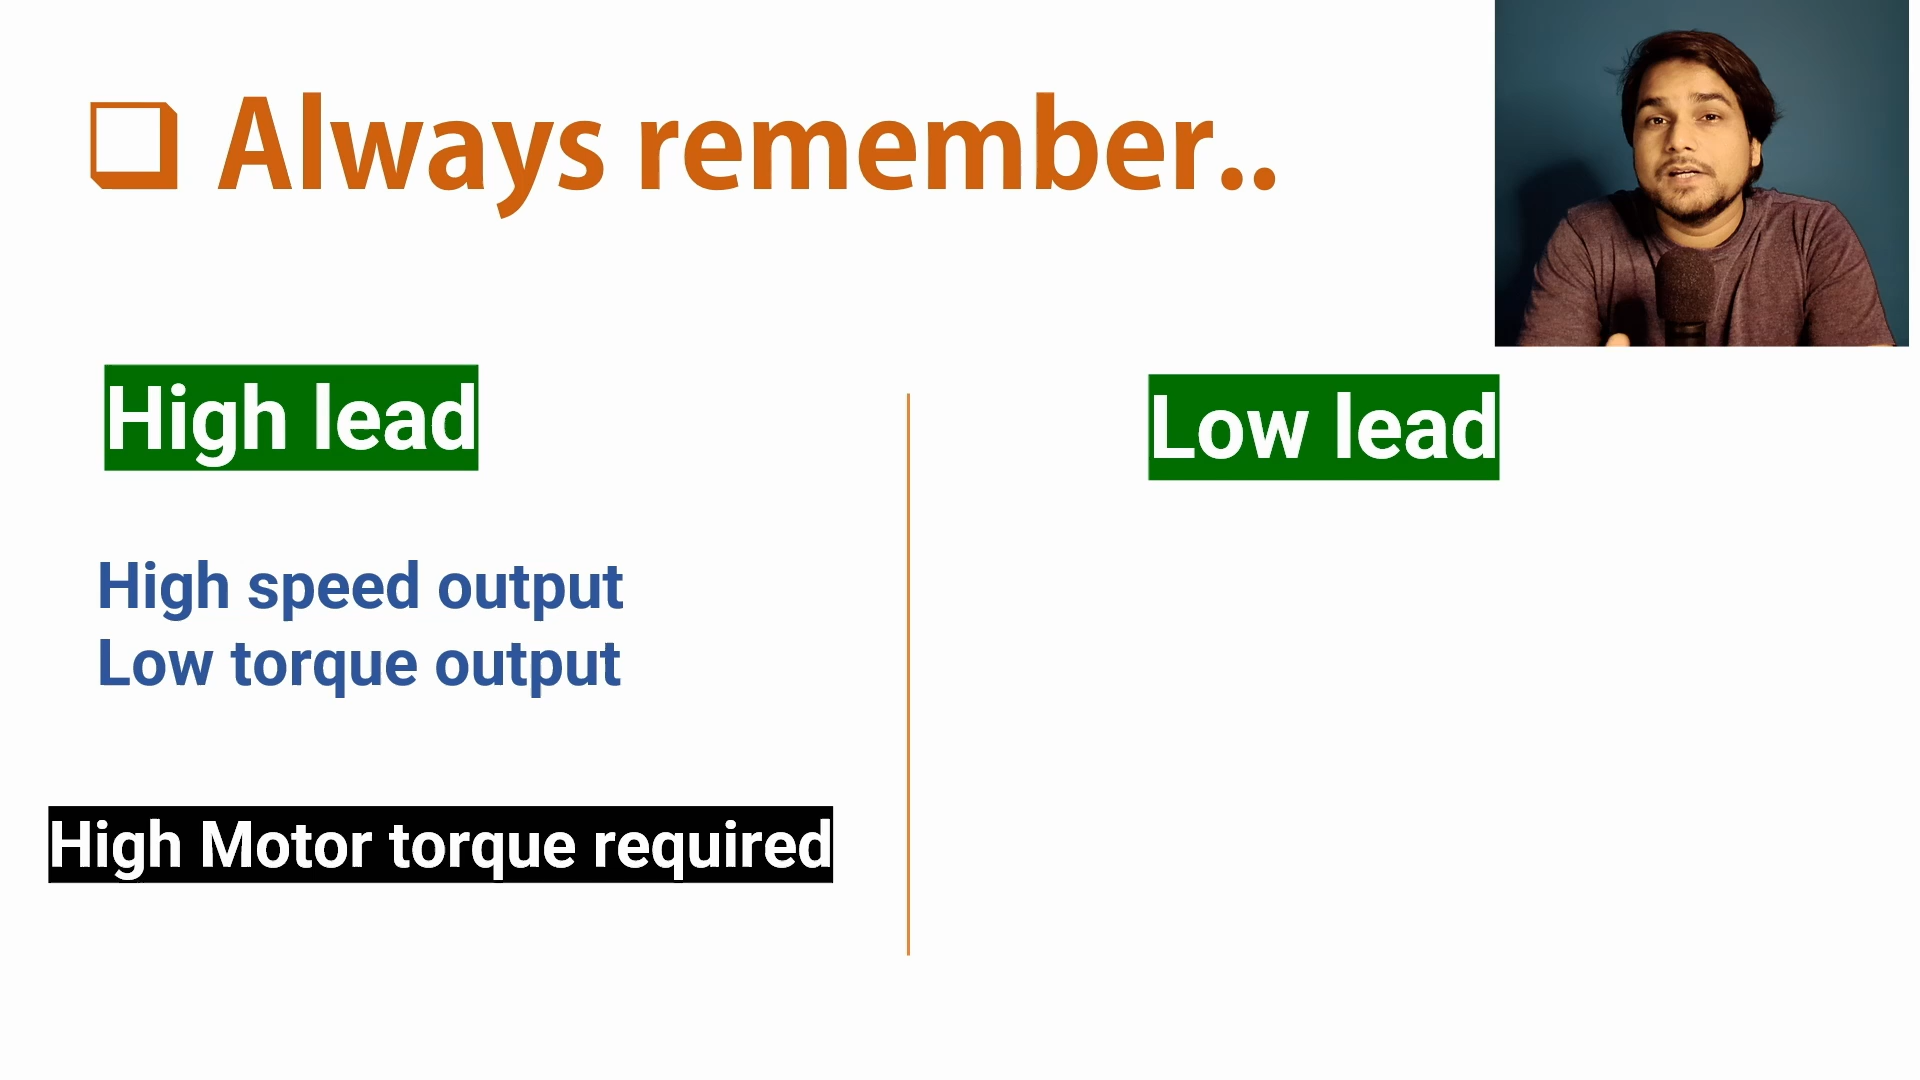 Always remember..
High lead
High speed output
Low torque output
High Motor torque required
Low lead